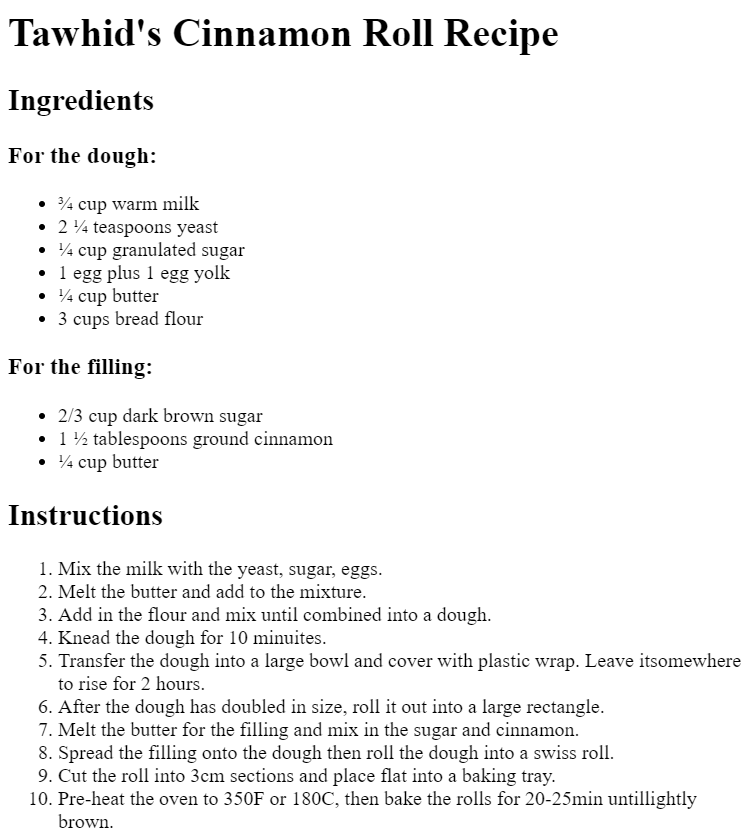 Tawhid's Cinnamon Roll Recipe
Ingredients
For the dough:
• ¾ cup warm milk
• 2 ¼ teaspoons yeast
• ¼ cup granulated sugar
• 1 egg plus 1 egg yolk
• ¼ cup butter
• 3 cups bread flour
For the filling:
• 2/3 cup dark brown sugar
• 1 ½ tablespoons ground cinnamon
• ¼ cup butter
Instructions
1. Mix the milk with the yeast, sugar, eggs.
2. Melt the butter and add to the mixture.
3. Add in the flour and mix until combined into a dough.
4. Knead the dough for 10 minuites.
5. Transfer the dough into a large bowl and cover with plastic wrap. Leave itsomewhere
to rise for 2 hours.
6. After the dough has doubled in size, roll it out into a large rectangle.
7. Melt the butter for the filling and mix in the sugar and cinnamon.
8. Spread the filling onto the dough then roll the dough into a swiss roll.
9. Cut the roll into 3cm sections and place flat into a baking tray.
10. Pre-heat the oven to 350F or 180C, then bake the rolls for 20-25min untillightly
brown.